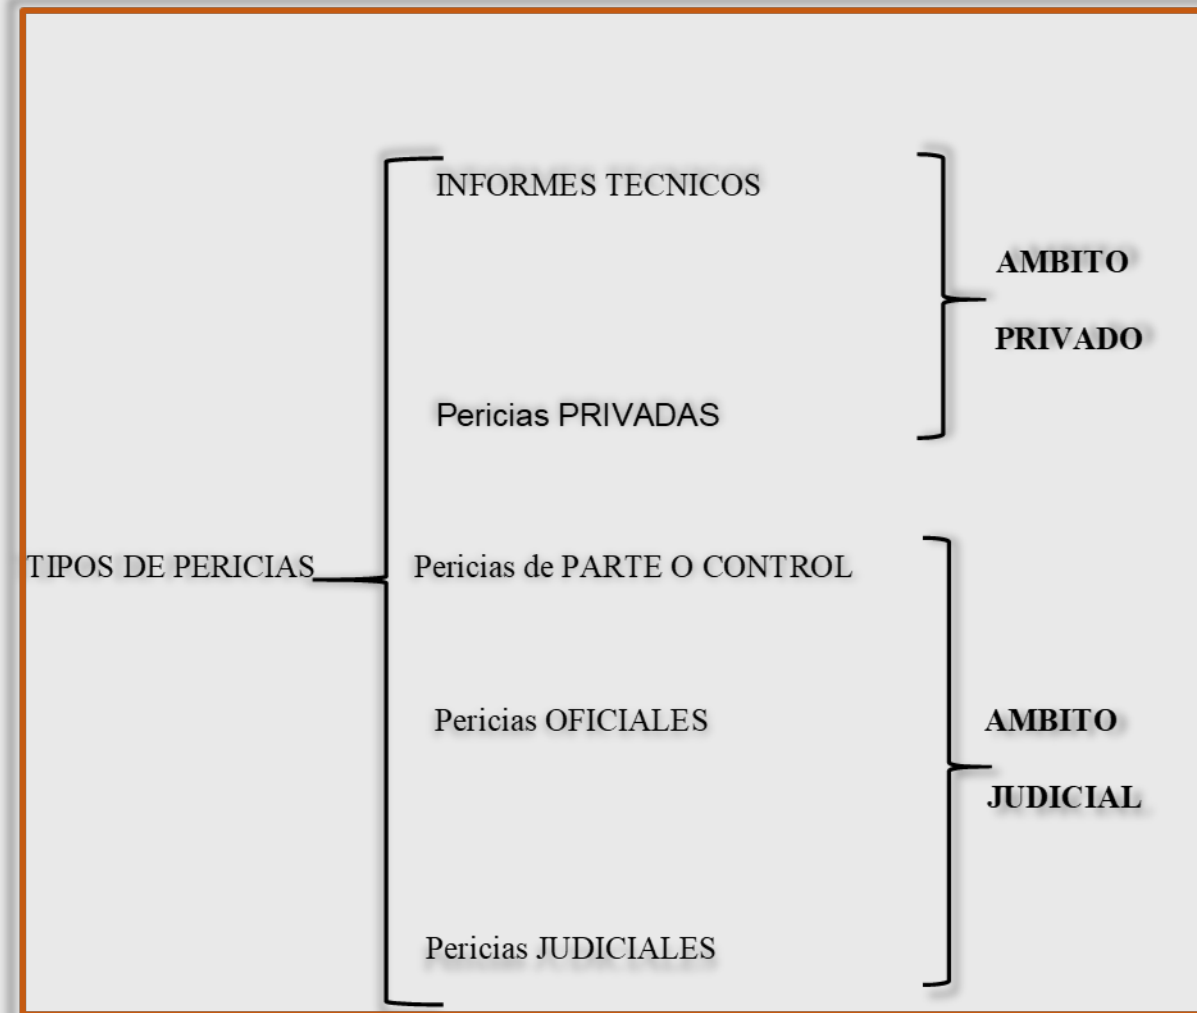 INFORMES TECNICOS
AMBITO
PRIVADO
Pericias PRIVADAS
TIPOS DE PERICIAS
Pericias de PARTE O CONTROL
Pericias OFICIALES
AMBITO
JUDICIAL
Pericias JUDICIALES